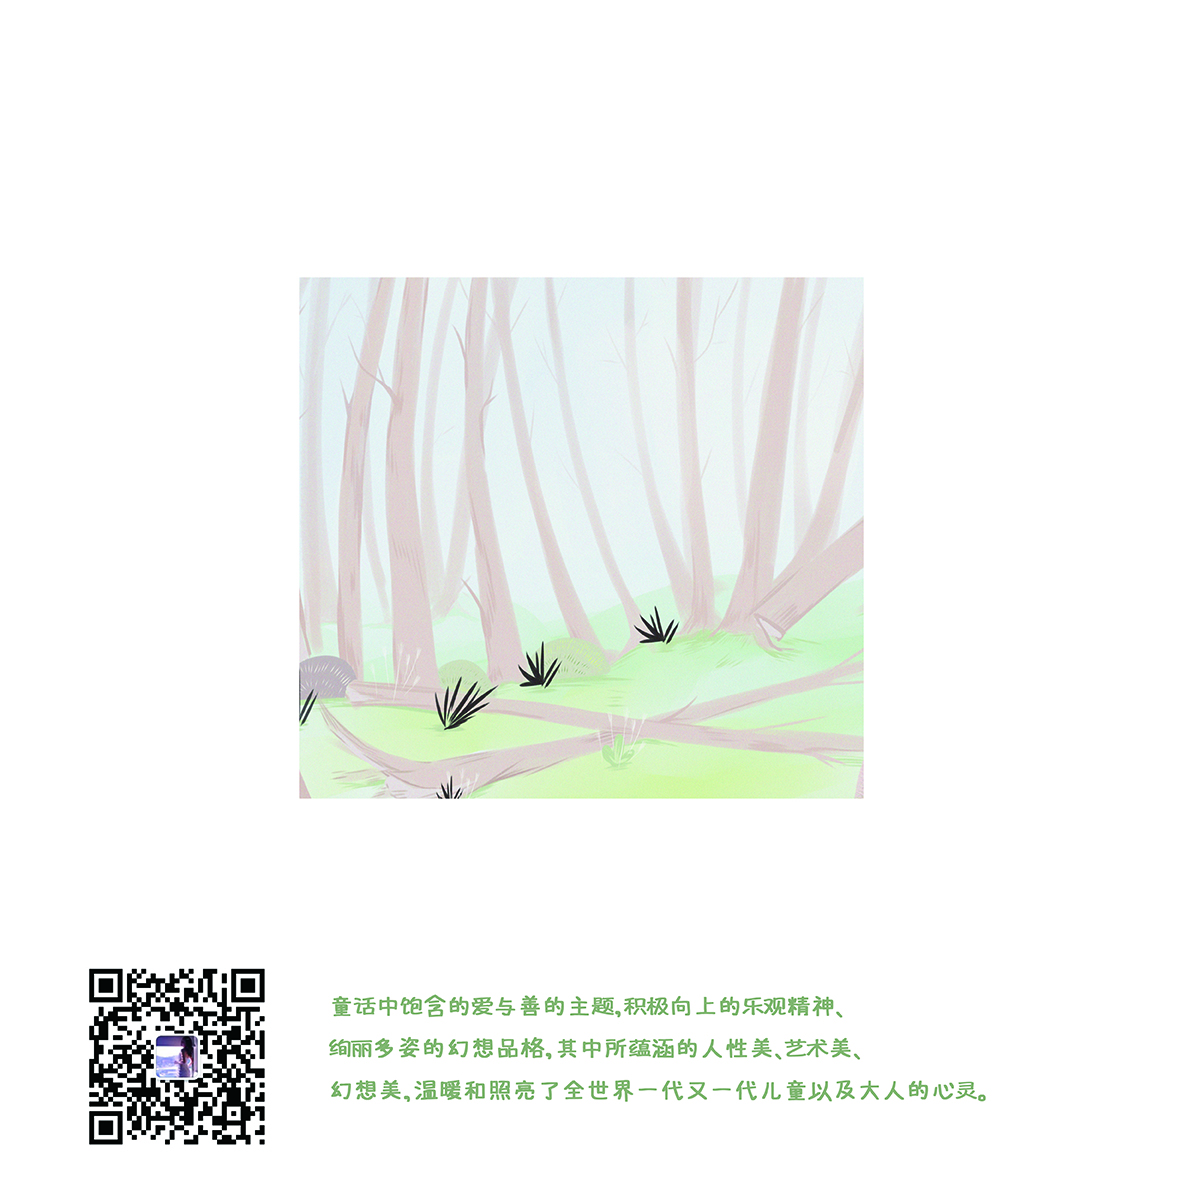 童话中饱含的爱与善的主题,积极向上的乐观精神、
绚丽多姿的幻想品格,其中所蕴涵的人性美、艺术美、
幻想美,温暖和照亮了全世界一代又一代儿童以及大人的心灵。